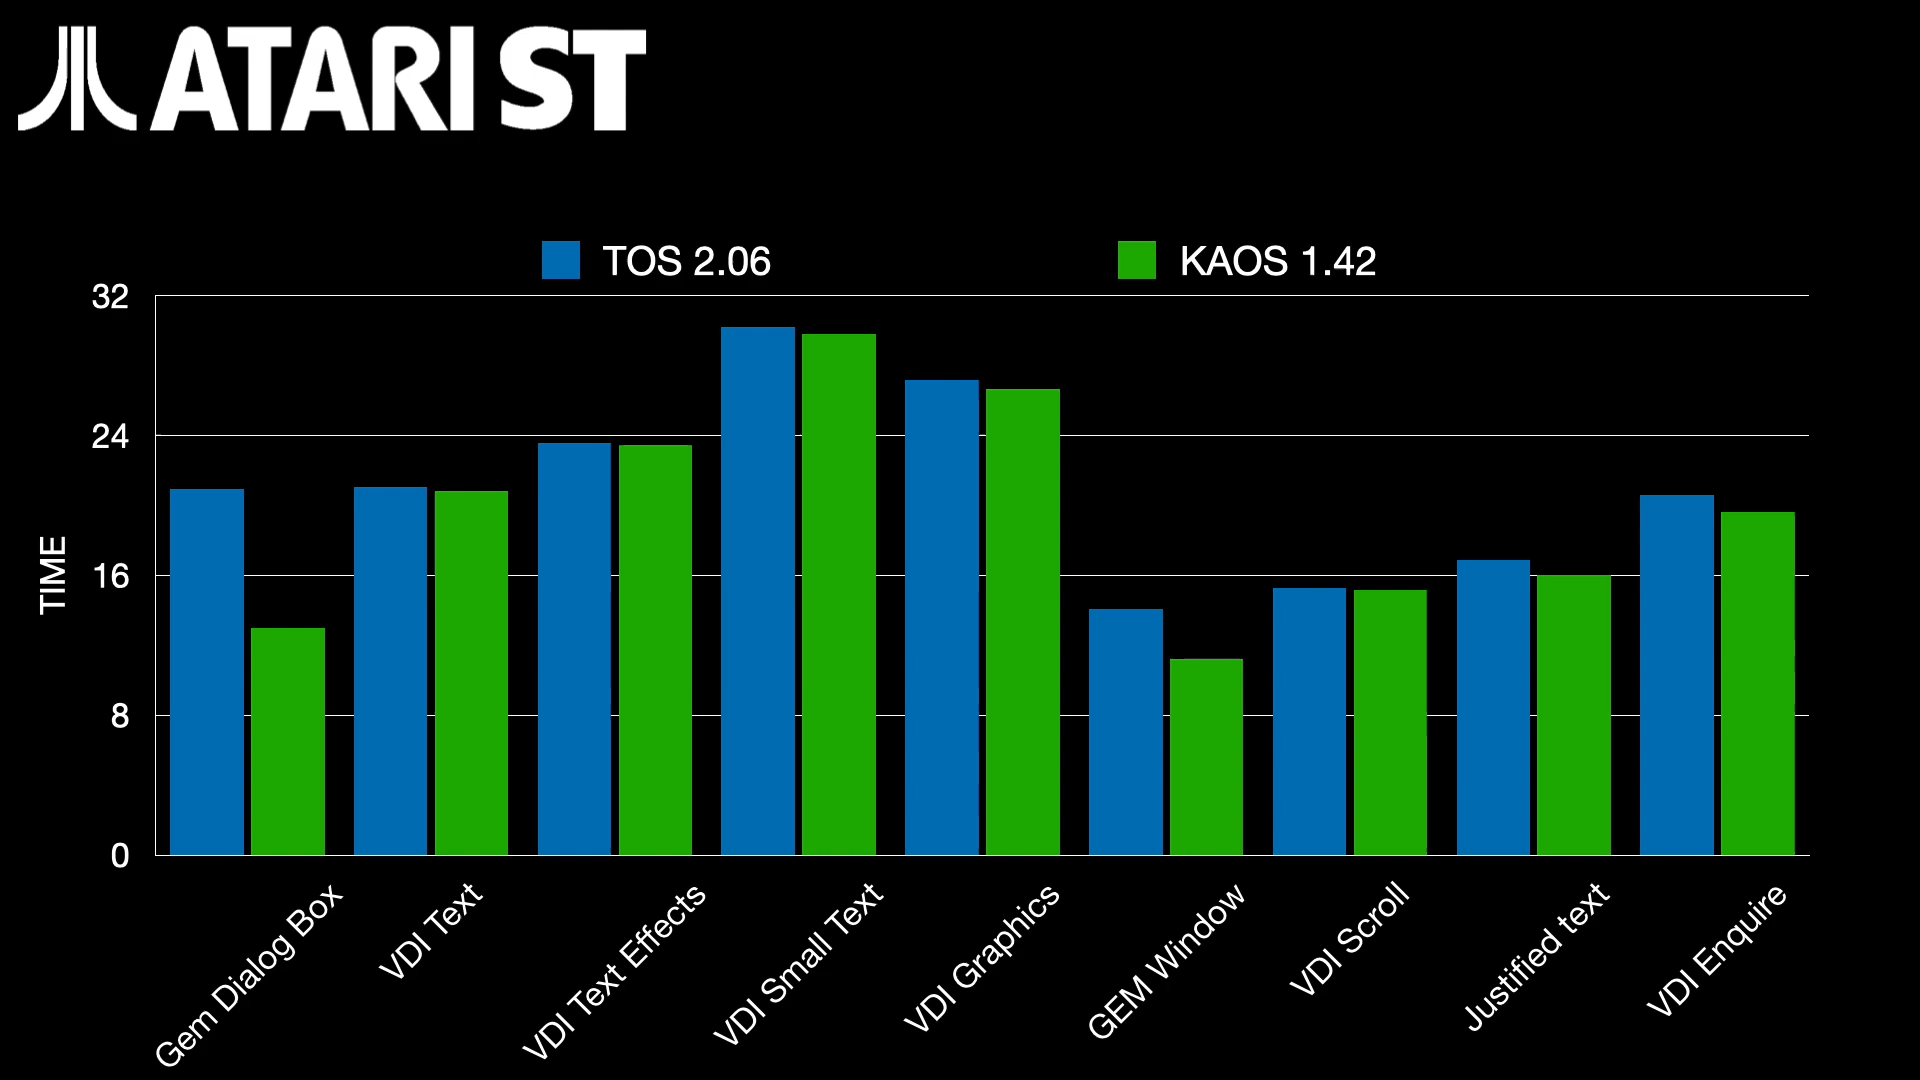 ATARI ST
TOS 2.06
KAOS 1.42
32
24
16
8
0
TIME
Gem Dialog Box
VDI Text
VDI Text Effects
VDI Small Text
VDI Graphics
GEM Window
VDI Scroll
Justified text
VDI Enquire